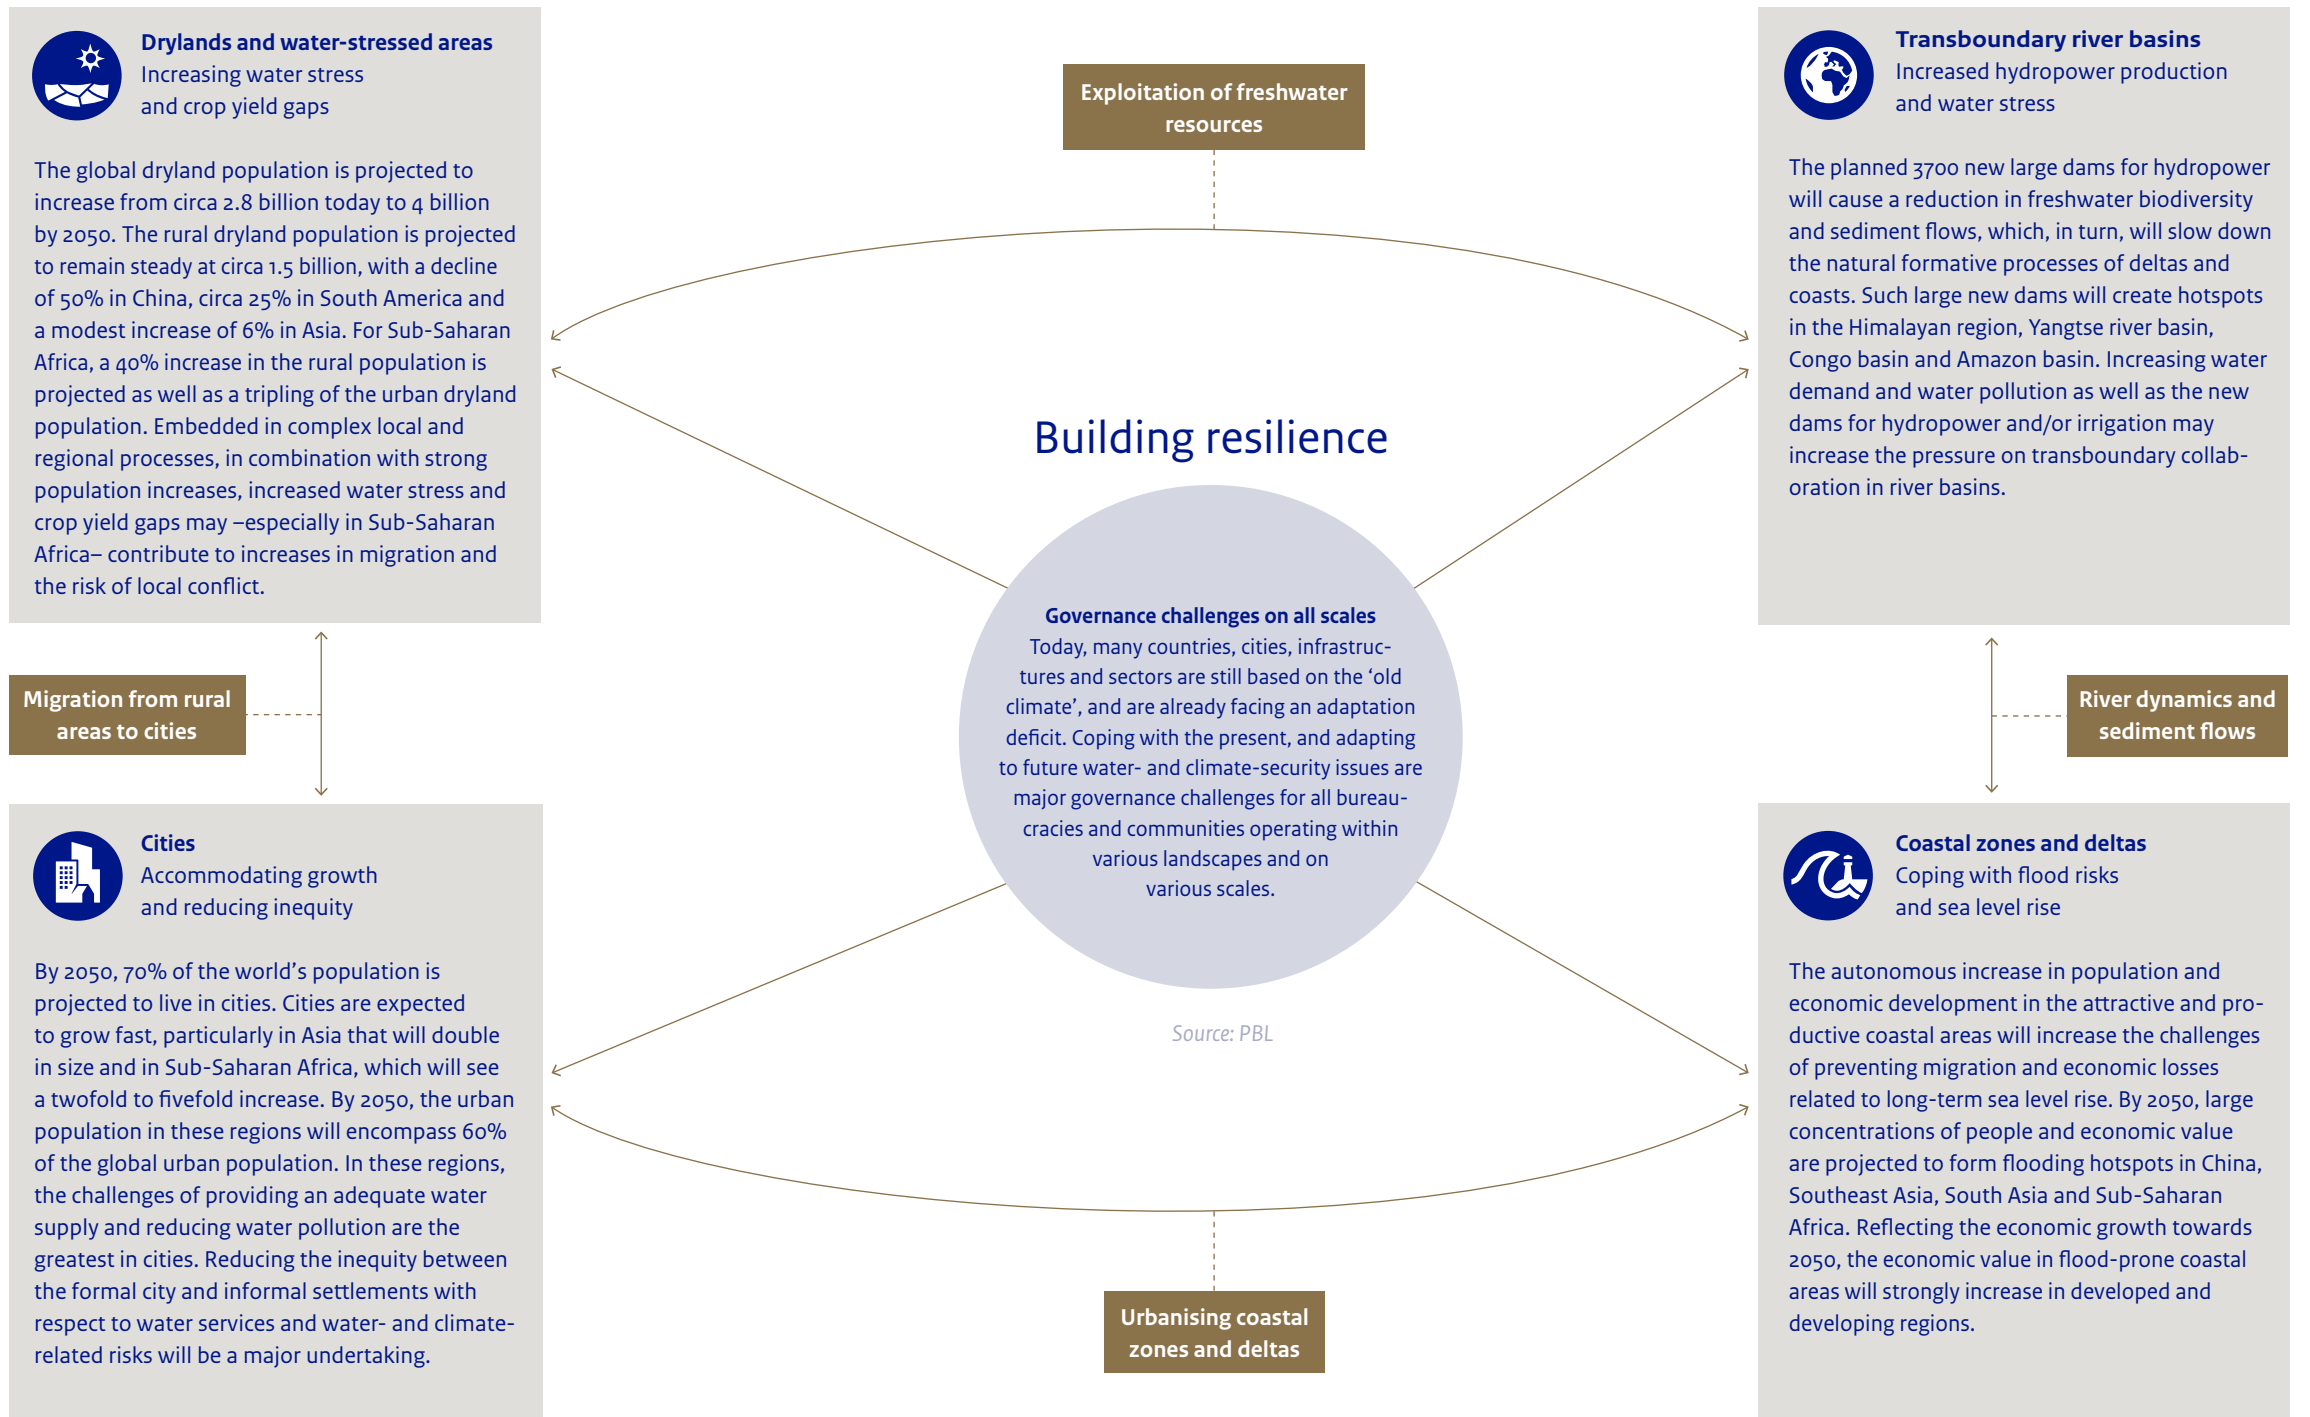 Drylands and water-stressed areas
Increasing water stress
and crop yield gaps
The global dryland population is projected to
increase from circa 2.8 billion today to 4 billion
by 2050. The rural dryland population is projected
to remain steady at circa 1.5 billion, with a decline
of 50% in China, circa 25% in South America and
a modest increase of 6% in Asia. For Sub-Saharan
Africa, a 40% increase in the rural population is
projected as well as a tripling of the urban dryland
population. Embedded in complex local and
regional processes, in combination with strong
population increases, increased water stress and
crop yield gaps may –especially in Sub-Saharan
Africa– contribute to increases in migration and
the risk of local conflict.
Exploitation of freshwater
resources
Transboundary river basins
Increased hydropower production
and water stress
The planned 3700 new large dams for hydropower
will cause a reduction in freshwater biodiversity
and sediment flows, which, in turn, will slow down
the natural formative processes of deltas and
coasts. Such large new dams will create hotspots
in the Himalayan region, Yangtse river basin,
Congo basin and Amazon basin. Increasing water
demand and water pollution as well as the new
dams for hydropower and/or irrigation may
increase the pressure on transboundary collab-
oration in river basins.
Building resilience
Governance challenges on all scales
Today, many countries, cities, infrastruc-
tures and sectors are still based on the ‘old
climate’, and are already facing an adaptation
deficit. Coping with the present, and adapting
to future water- and climate-security issues are
major governance challenges for all bureau-
cracies and communities operating within
various landscapes and on
various scales.
Source: PBL
Migration from rural
areas to cities
River dynamics and
sediment flows
Cities
Accommodating growth
and reducing inequity
By 2050, 70% of the world’s population is
projected to live in cities. Cities are expected
to grow fast, particularly in Asia that will double
in size and in Sub-Saharan Africa, which will see
a twofold to fivefold increase. By 2050, the urban
population in these regions will encompass 60%
of the global urban population. In these regions,
the challenges of providing an adequate water
supply and reducing water pollution are the
greatest in cities. Reducing the inequity between
the formal city and informal settlements with
respect to water services and water- and climate-
related risks will be a major undertaking.
Urbanising coastal
zones and deltas
Coastal zones and deltas
Coping with flood risks
and sea level rise
The autonomous increase in population and
economic development in the attractive and pro-
ductive coastal areas will increase the challenges
of preventing migration and economic losses
related to long-term sea level rise. By 2050, large
concentrations of people and economic value
are projected to form flooding hotspots in China,
Southeast Asia, South Asia and Sub-Saharan
Africa. Reflecting the economic growth towards
2050, the economic value in flood-prone coastal
areas will strongly increase in developed and
developing regions.